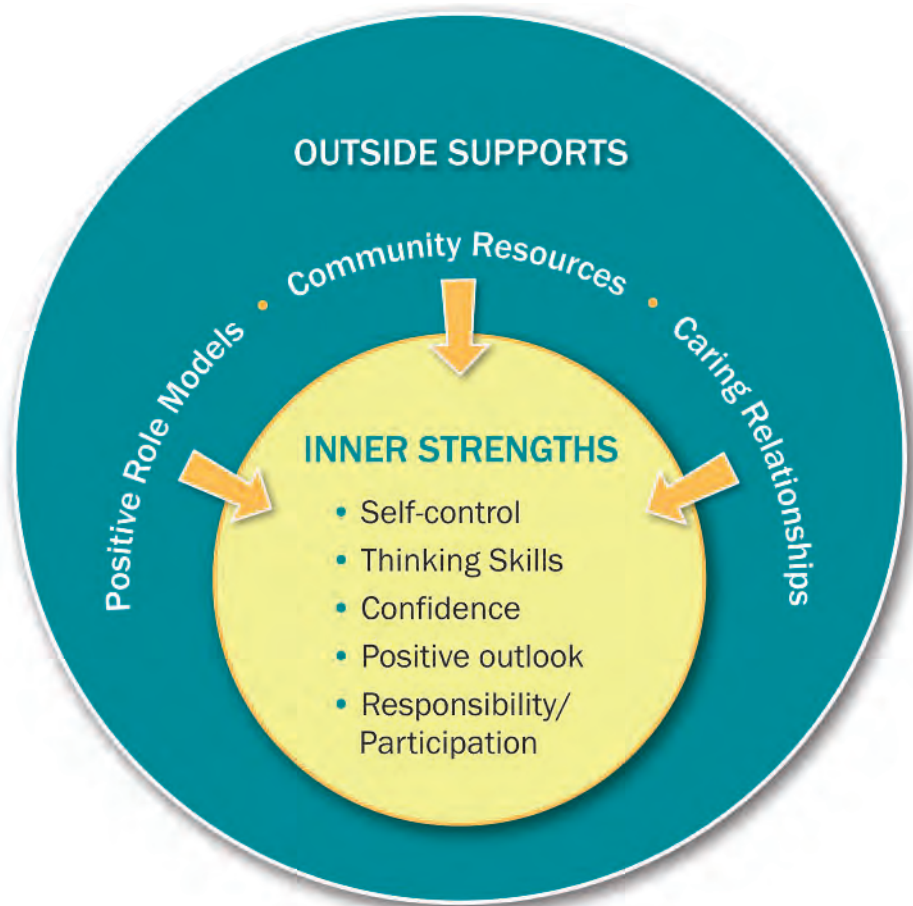 OUTSIDE SUPPORTS
Positive Role Models • Community Resources • Caring Relationships
INNER STRENGTHS
• Self-control
• Thinking Skills
• Confidence
• Positive outlook
• Responsibility/
Participation